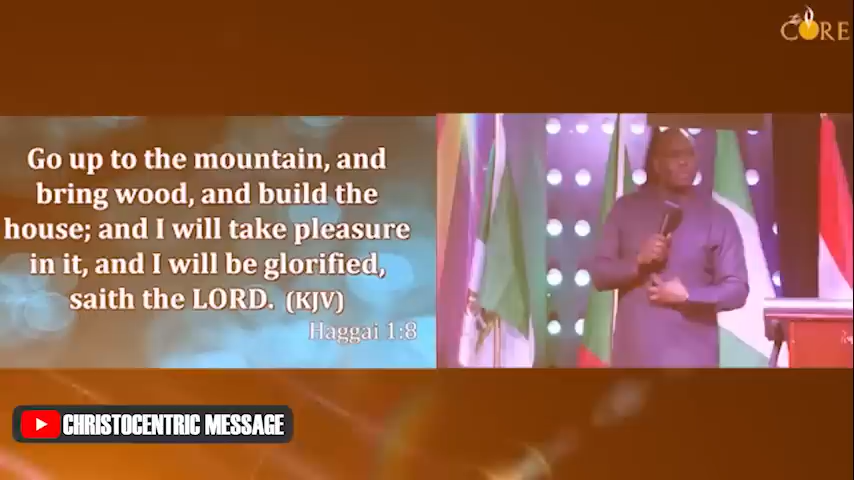 CORE
Go up to the mountain, and
bring wood, and build the
house; and I will take pleasure
in it, and I will be glorified,
saith the LORD. (KJV)
Haggai 1:8
CHRISTOCENTRIC MESSAGE